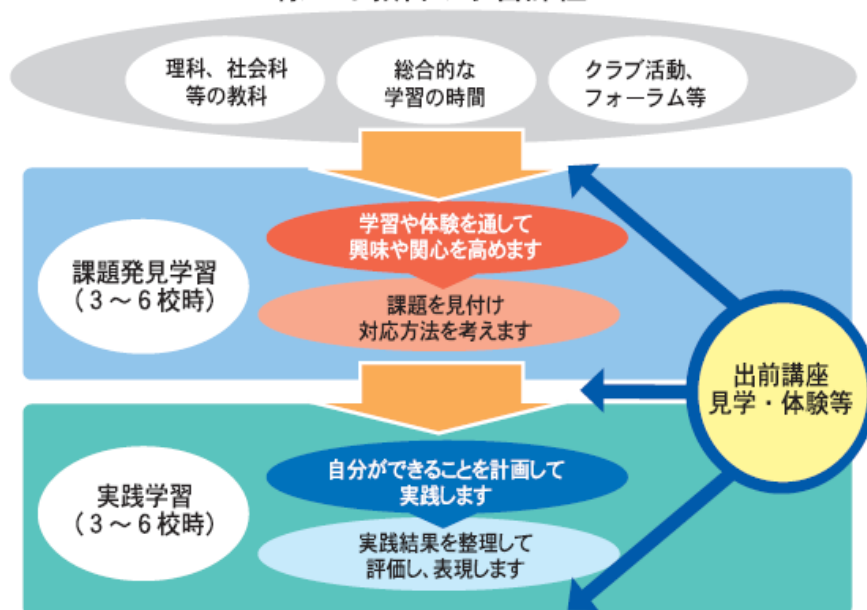 理科、社会科
等の教科
総合的な
学習の時間
クラブ活動、
フォーラム等
学習や体験を通して
興味や関心を高めます
課題発見学習
（3～6校時）
課題を見付け
対応方法を考えます
出前講座
見学・体験等
自分ができることを計画して
実践します
実践学習
（3～6校時）
実践結果を整理して
評価し、表現します